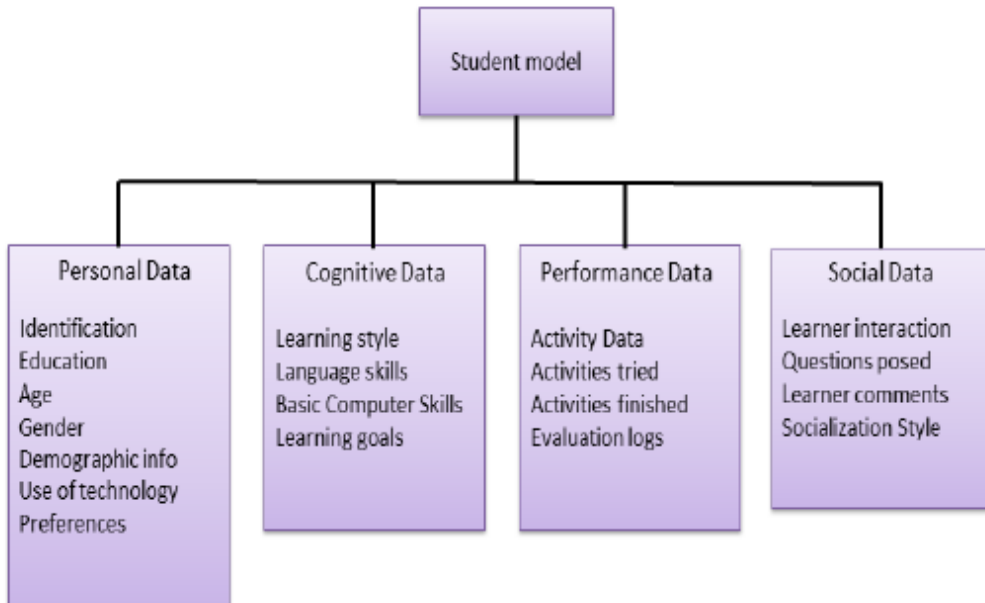 Student model
Personal Data
Identification
Education
Age
Gender
Demographic info
Use of technology
Preferences
Cognitive Data
Learning style
Language skills
Basic Computer Skills
Learning goals
Performance Data
Activity Data
Activities tried
Activities finished
Evaluation logs
Social Data
Learner interaction
Questions posed
Learner comments
Socialization Style